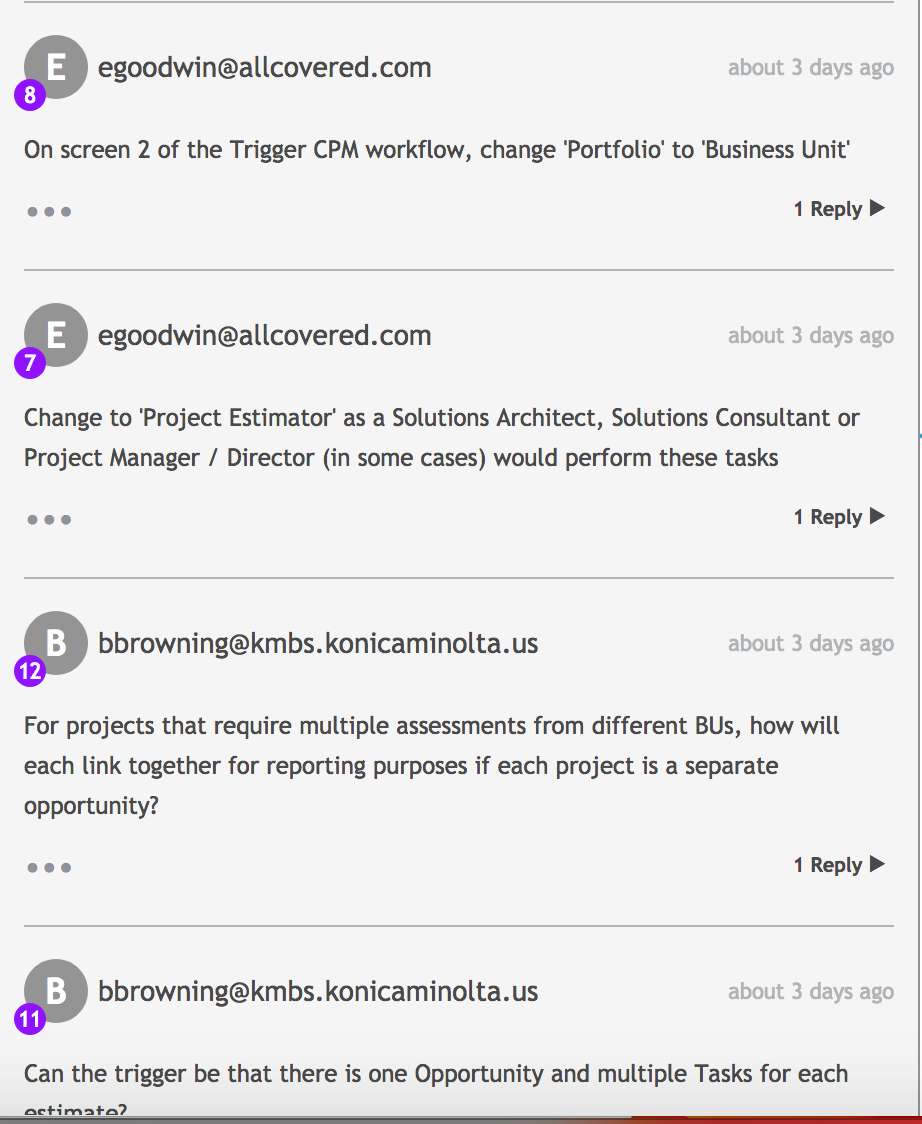 E egoodwin@allcovered.com about 3 days ago
8
On screen 2 of the Trigger CPM workflow, change 'Portfolio' to 'Business Unit'
1 Reply
E egoodwin@allcovered.com about 3 days ago
7
Change to 'Project Estimator' as a Solutions Architect, Solutions Consultant or
Project Manager / Director (in some cases) would perform these tasks
1 Reply
B bbrowning@kmbs.konicaminolta.us about 3 days ago
12
For projects that require multiple assessments from different BUs, how will
each link together for reporting purposes if each project is a separate
opportunity?
1 Reply
B bbrowning@kmbs.konicaminolta.us about 3 days ago
11
Can the trigger be that there is one Opportunity and multiple Tasks for each
estimate?